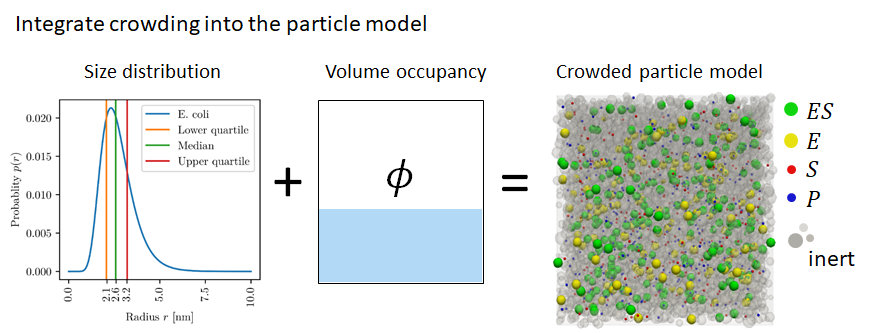 Integrate crowding into the particle model
Size distribution
Volume occupancy
Crowded particle model
E. coli
Lower quartile
Median
Upper quartile
0.020
0.015
0.010
0.005
0.000
Probablity p(r)
0.0
2.1
2.6
3.2
5.0
7.5
10.0
Radius r [nm]
+
ϕ
=
ES
E
S
P
inert